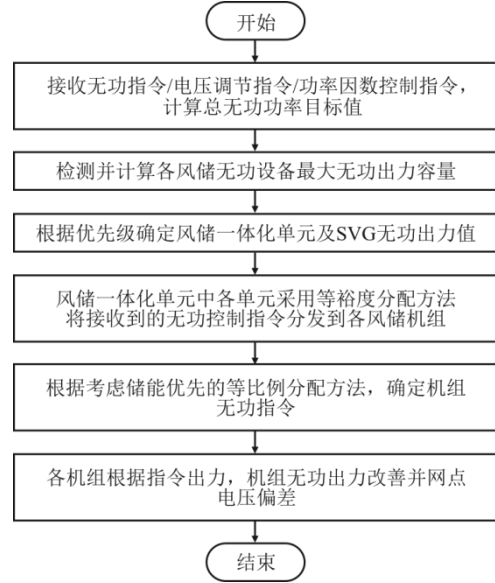 开始
接收无功指令/电压调节指令/功率因数控制指令，
计算总无功功率目标值
检测并计算各风储无功设备最大无功出力容量
根据优先级确定风储一体化单元及SVG无功出力值
风储一体化单元中各单元采用等裕度分配方法
将接收到的无功控制指令分发到各风储机组
根据考虑储能优先的等比例分配方法，确定机组
无功指令
各机组根据指令出力，机组无功出力改善并网点
电压偏差
结束